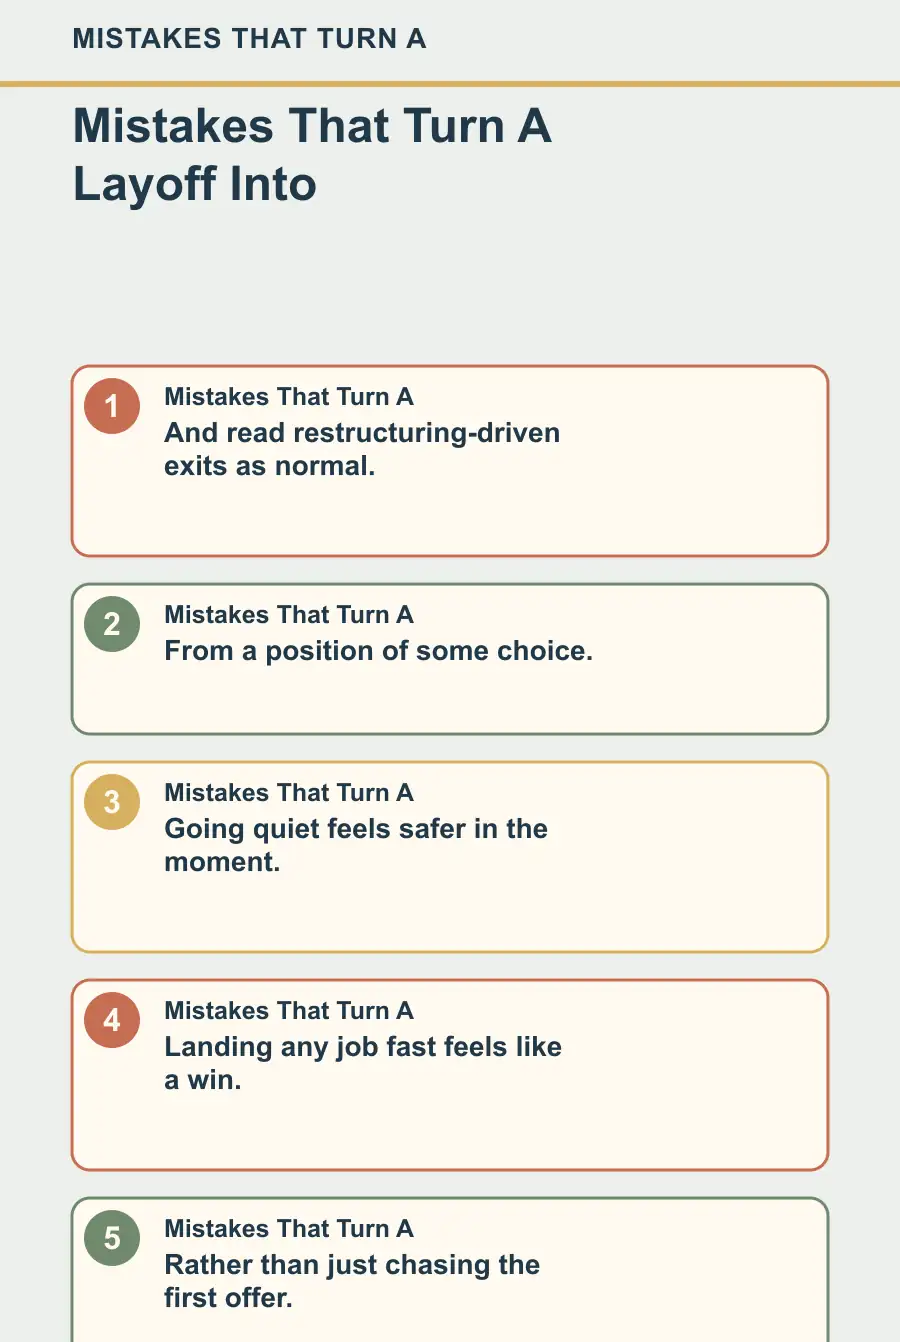 MISTAKES THAT TURN A
Mistakes That Turn A
Layoff Into
1
Mistakes That Turn A
And read restructuring-driven
exits as normal.
2
Mistakes That Turn A
From a position of some choice.
3
Mistakes That Turn A
Going quiet feels safer in the
moment.
4
Mistakes That Turn A
Landing any job fast feels like
a win.
5
Mistakes That Turn A
Rather than just chasing the
first offer.